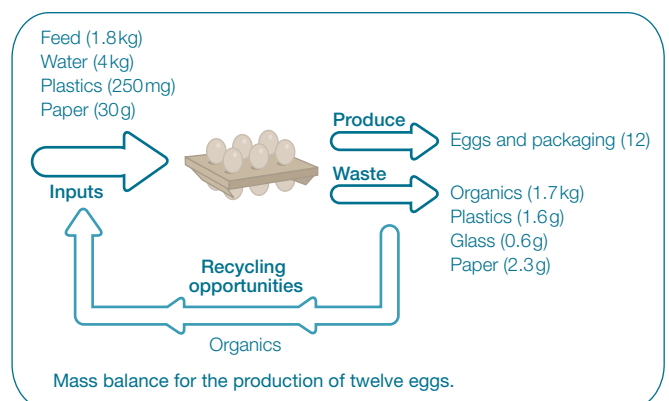 Feed (1.8kg)
Water (4kg)
Plastics (250mg)
Paper (30g)
Inputs
Produce
Eggs and packaging (12)
Waste
Organics (1.7kg)
Plastics (1.6g)
Glass (0.6g)
Paper (2.3g)
Recycling
opportunities
Organics
Mass balance for the production of twelve eggs.